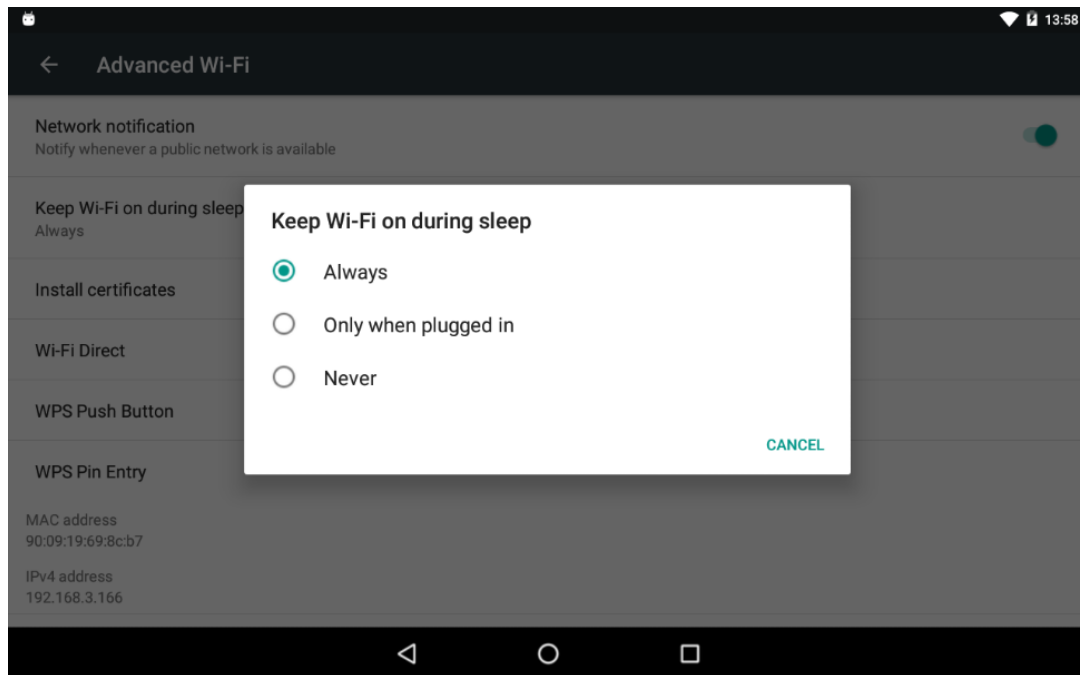 13:58
Advanced Wi-Fi
Network notification
Notify whenever a public network is available
Keep Wi-Fi on during sleep
Always
Install certificates
Wi-Fi Direct
WPS Push Button
WPS Pin Entry
MAC address
90:09:19:69:8c:b7
IPv4 address
192.168.3.166
Keep Wi-Fi on during sleep
Always
Only when plugged in
Never
CANCEL